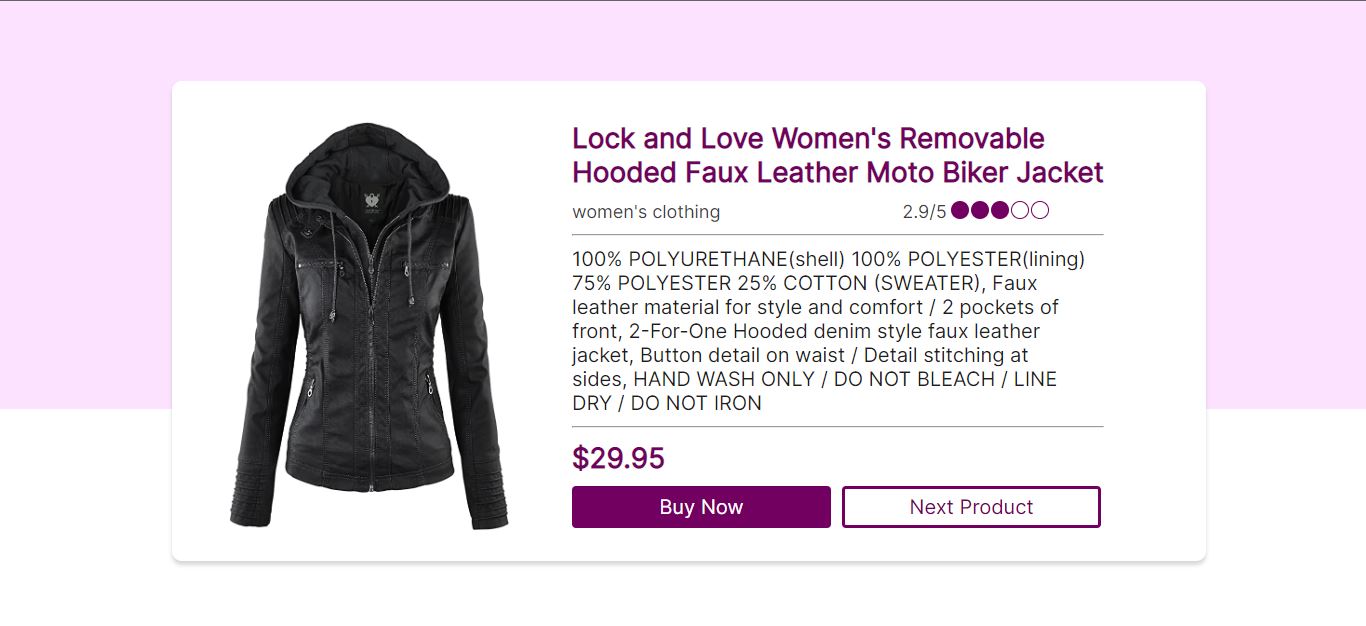 Lock and Love Women's Removable
Hooded Faux Leather Moto Biker Jacket
women's clothing 2.9/5
100% POLYURETHANE(shell) 100% POLYESTER(lining)
75% POLYESTER 25% COTTON (SWEATER), Faux
leather material for style and comfort / 2 pockets of
front, 2-For-One Hooded denim style faux leather
jacket, Button detail on waist / Detail stitching at
sides, HAND WASH ONLY / DO NOT BLEACH / LINE
DRY / DO NOT IRON
$29.95
Buy Now Next Product